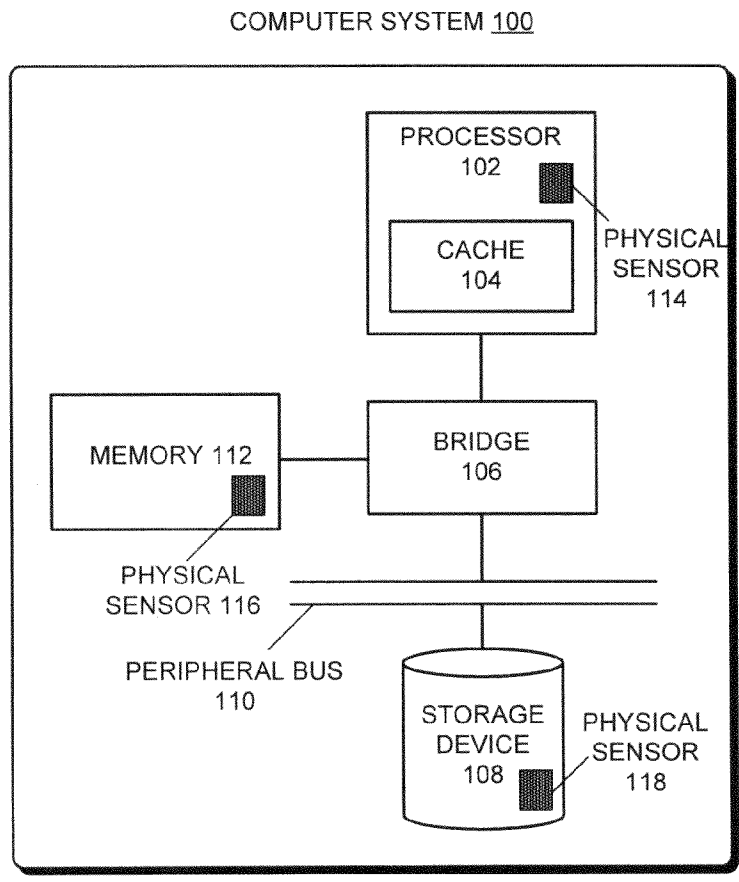 COMPUTER SYSTEM 100
PROCESSOR
102
CACHE
104
PHYSICAL
SENSOR
114
MEMORY 112
BRIDGE
106
PHYSICAL
SENSOR 116
PERIPHERAL BUS
110
STORAGE
DEVICE
108
PHYSICAL
SENSOR
118